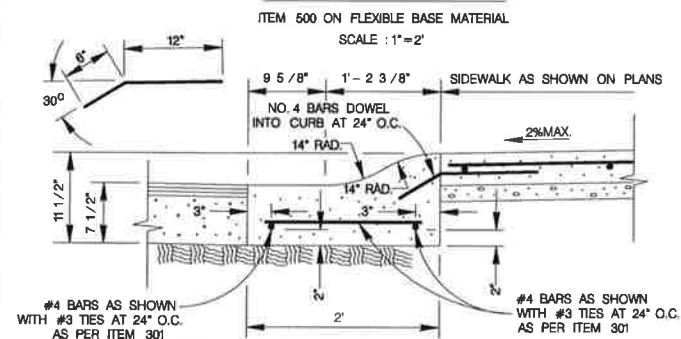 ITEM 500 ON FLEXIBLE BASE MATERIAL
SCALE : 1"=2'
6"
12"
30°
9 5/8"
1'- 2 3/8"
SIDEWALK AS SHOWN ON PLANS
NO. 4 BARS DOWEL
INTO CURB AT 24" O.C.
14" RAD.
2% MAX.
14" RAD.
11 1/2"
7 1/2"
3"
3"
2"
2"
#4 BARS AS SHOWN
WITH #3 TIES AT 24" O.C.
AS PER ITEM 301
2'
#4 BARS AS SHOWN
WITH #3 TIES AT 24" O.C.
AS PER ITEM 301